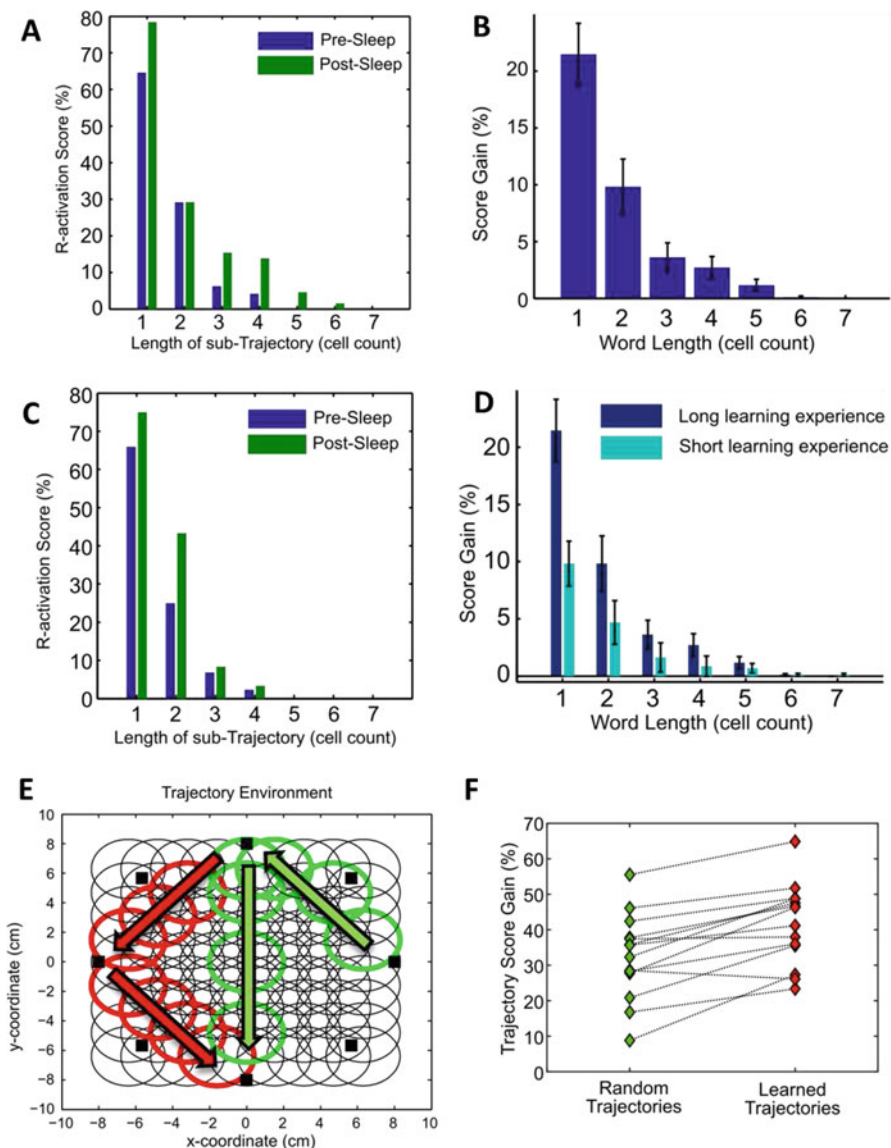 A
80
70
60
50
40
30
20
10
0
R-activation Score (%)
Pre-Sleep
Post-Sleep
1 2 3 4 5 6 7
Length of sub-Trajectory (cell count)
B
20
15
10
5
0
Score Gain (%)
1 2 3 4 5 6 7
Word Length (cell count)
C
80
70
60
50
40
30
20
10
0
R-activation Score (%)
Pre-Sleep
Post-Sleep
1 2 3 4 5 6 7
Length of sub-Trajectory (cell count)
D
20
15
10
5
0
Score Gain (%)
Long learning experience
Short learning experience
1 2 3 4 5 6 7
Word Length (cell count)
E
Trajectory Environment
10
8
6
4
2
0
−2
−4
−6
−8
−10
y-coordinate (cm)
−10 −8 −6 −4 −2 0 2 4 6 8 10
x-coordinate (cm)
F
70
60
50
40
30
20
10
0
Trajectory Score Gain (%)
Random Trajectories
Learned Trajectories